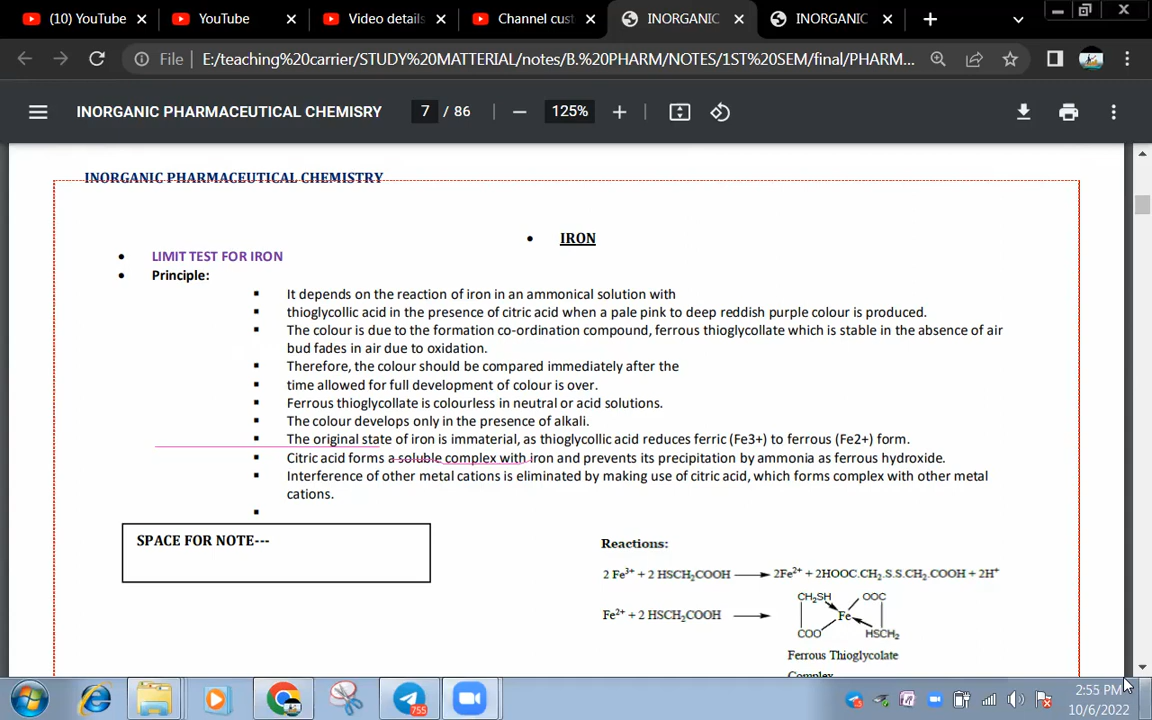 (10) YouTube
YouTube
Video details
Channel cust
INORGANIC
INORGANIC
File
E:/teaching%20carrier/STUDY%20MATTERIAL/notes/B.%20PHARM/NOTES/1ST%20SEM/final/PHARM...
INORGANIC PHARMACEUTICAL CHEMISRY
7 / 86
125%
INORGANIC PHARMACEUTICAL CHEMISTRY
• IRON
• LIMIT TEST FOR IRON
• Principle:
▪ It depends on the reaction of iron in an ammonical solution with
▪ thioglycollic acid in the presence of citric acid when a pale pink to deep reddish purple colour is produced.
▪ The colour is due to the formation co-ordination compound, ferrous thioglycollate which is stable in the absence of air
bud fades in air due to oxidation.
▪ Therefore, the colour should be compared immediately after the
▪ time allowed for full development of colour is over.
▪ Ferrous thioglycollate is colourless in neutral or acid solutions.
▪ The colour develops only in the presence of alkali.
▪ The original state of iron is immaterial, as thioglycollic acid reduces ferric (Fe3+) to ferrous (Fe2+) form.
▪ Citric acid forms a soluble complex with iron and prevents its precipitation by ammonia as ferrous hydroxide.
▪ Interference of other metal cations is eliminated by making use of citric acid, which forms complex with other metal
cations.
▪
SPACE FOR NOTE---
Reactions:
2 Fe³⁺ + 2 HSCH₂COOH ⟶ 2Fe²⁺ + 2HOOC.CH₂.S.S.CH₂.COOH + 2H⁺
CH₂SH OOC
Fe²⁺ + 2 HSCH₂COOH ⟶ Fe
COO HSCH₂
Ferrous Thioglycolate
Complex
755
2:55 PM
10/6/2022